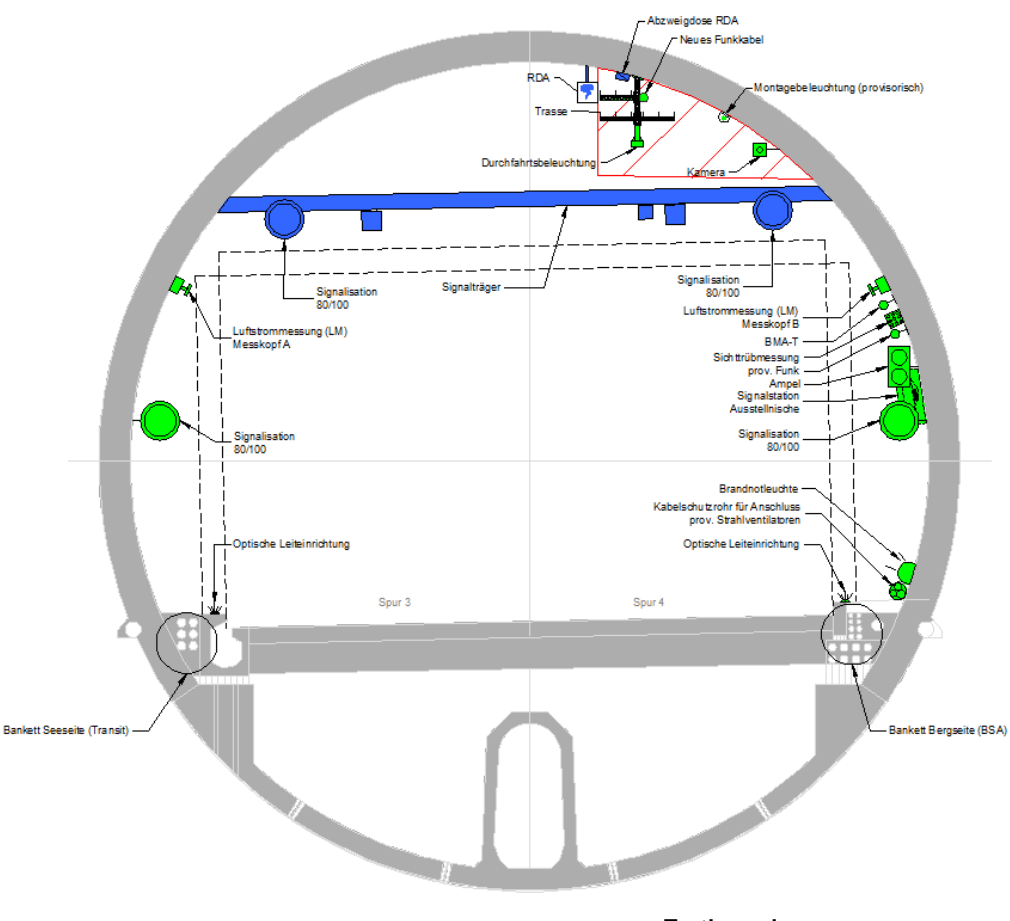 Abzweigdose RDA
Neues Funkkabel
RDA
Montagebeleuchtung (provisorisch)
Trasse
Durchfahrtsbeleuchtung
Kamera
Signalisation
80/100
Signalträger
Signalisation
80/100
Luftstrommessung (LM)
Messkopf A
Luftstrommessung (LM)
Messkopf B
BMA-T
Sichttrübmessung
prov. Funk
Ampel
Signalstation
Ausstellnische
Signalisation
80/100
Signalisation
80/100
Brandnotleuchte
Kabelschutzrohr für Anschluss
prov. Strahlventilatoren
Optische Leiteinrichtung
Optische Leiteinrichtung
Spur 3
Spur 4
Bankett Seeseite (Transit)
Bankett Bergseite (BSA)